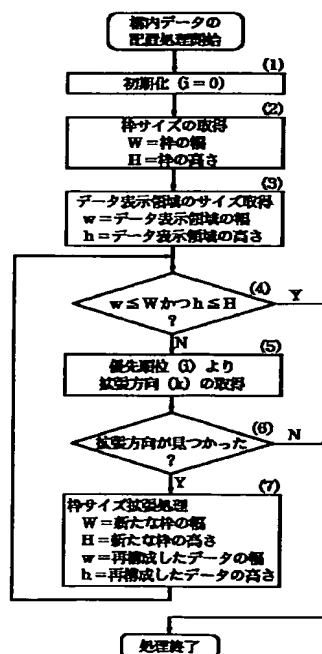 欄内データの
配置処理開始
(1)
初期化 (i=0)
(2)
枠サイズの取得
W=枠の幅
H=枠の高さ
(3)
データ表示領域のサイズ取得
w=データ表示領域の幅
h=データ表示領域の高さ
(4)
w≦Wかつh≦H
?
Y
N
(5)
優先順位 (i) より
拡張方向 (k) の取得
(6)
拡張方向が見つかった
?
N
Y
(7)
枠サイズ拡張処理
W=新たな枠の幅
H=新たな枠の高さ
w=再構成したデータの幅
h=再構成したデータの高さ
処理終了